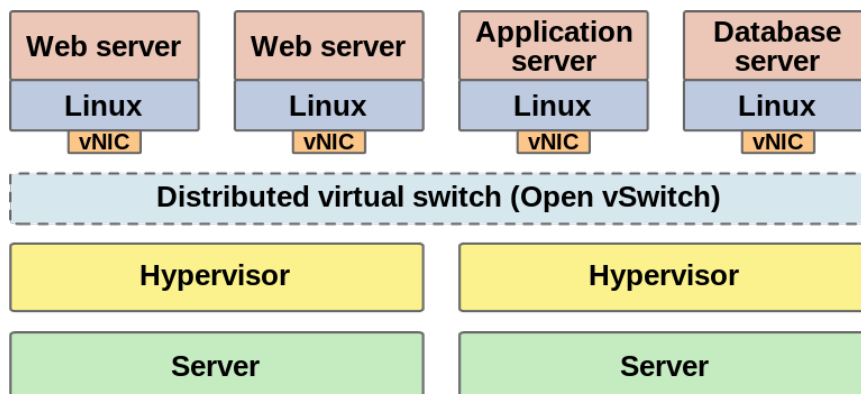 Web server
Web server
Application
server
Database
server
Linux
Linux
Linux
Linux
vNIC
vNIC
vNIC
vNIC
Distributed virtual switch (Open vSwitch)
Hypervisor
Hypervisor
Server
Server